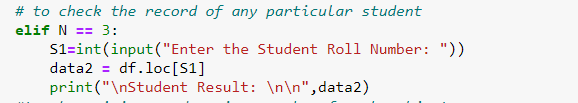 # to check the record of any particular student
elif N == 3:
S1=int(input("Enter the Student Roll Number: "))
data2 = df.loc[S1]
print("\nStudent Result: \n\n",data2)